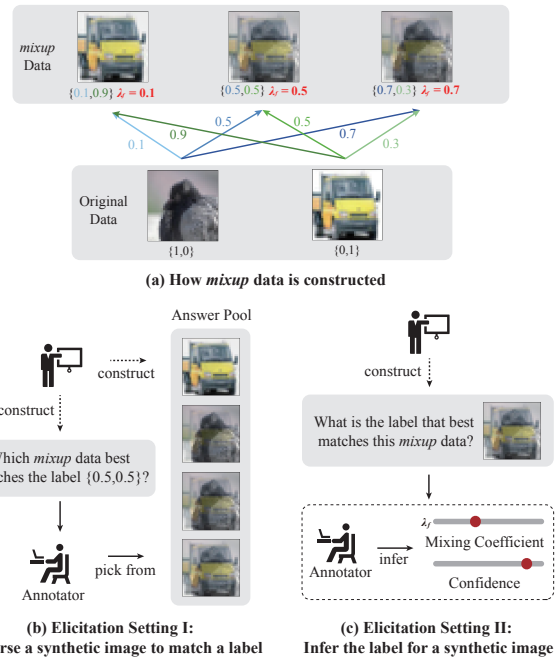 mixup
Data
{0.1,0.9} λf = 0.1
{0.5,0.5} λf = 0.5
{0.7,0.3} λf = 0.7
0.1
0.9
0.5
0.5
0.7
0.3
Original
Data
{1,0}
{0,1}
(a) How mixup data is constructed
Answer Pool
construct
construct
Which mixup data best
ches the label {0.5,0.5}?
Annotator
pick from
(b) Elicitation Setting I:
rse a synthetic image to match a label
construct
What is the label that best
matches this mixup data?
λf
Mixing Coefficient
Annotator
infer
Confidence
(c) Elicitation Setting II:
Infer the label for a synthetic image